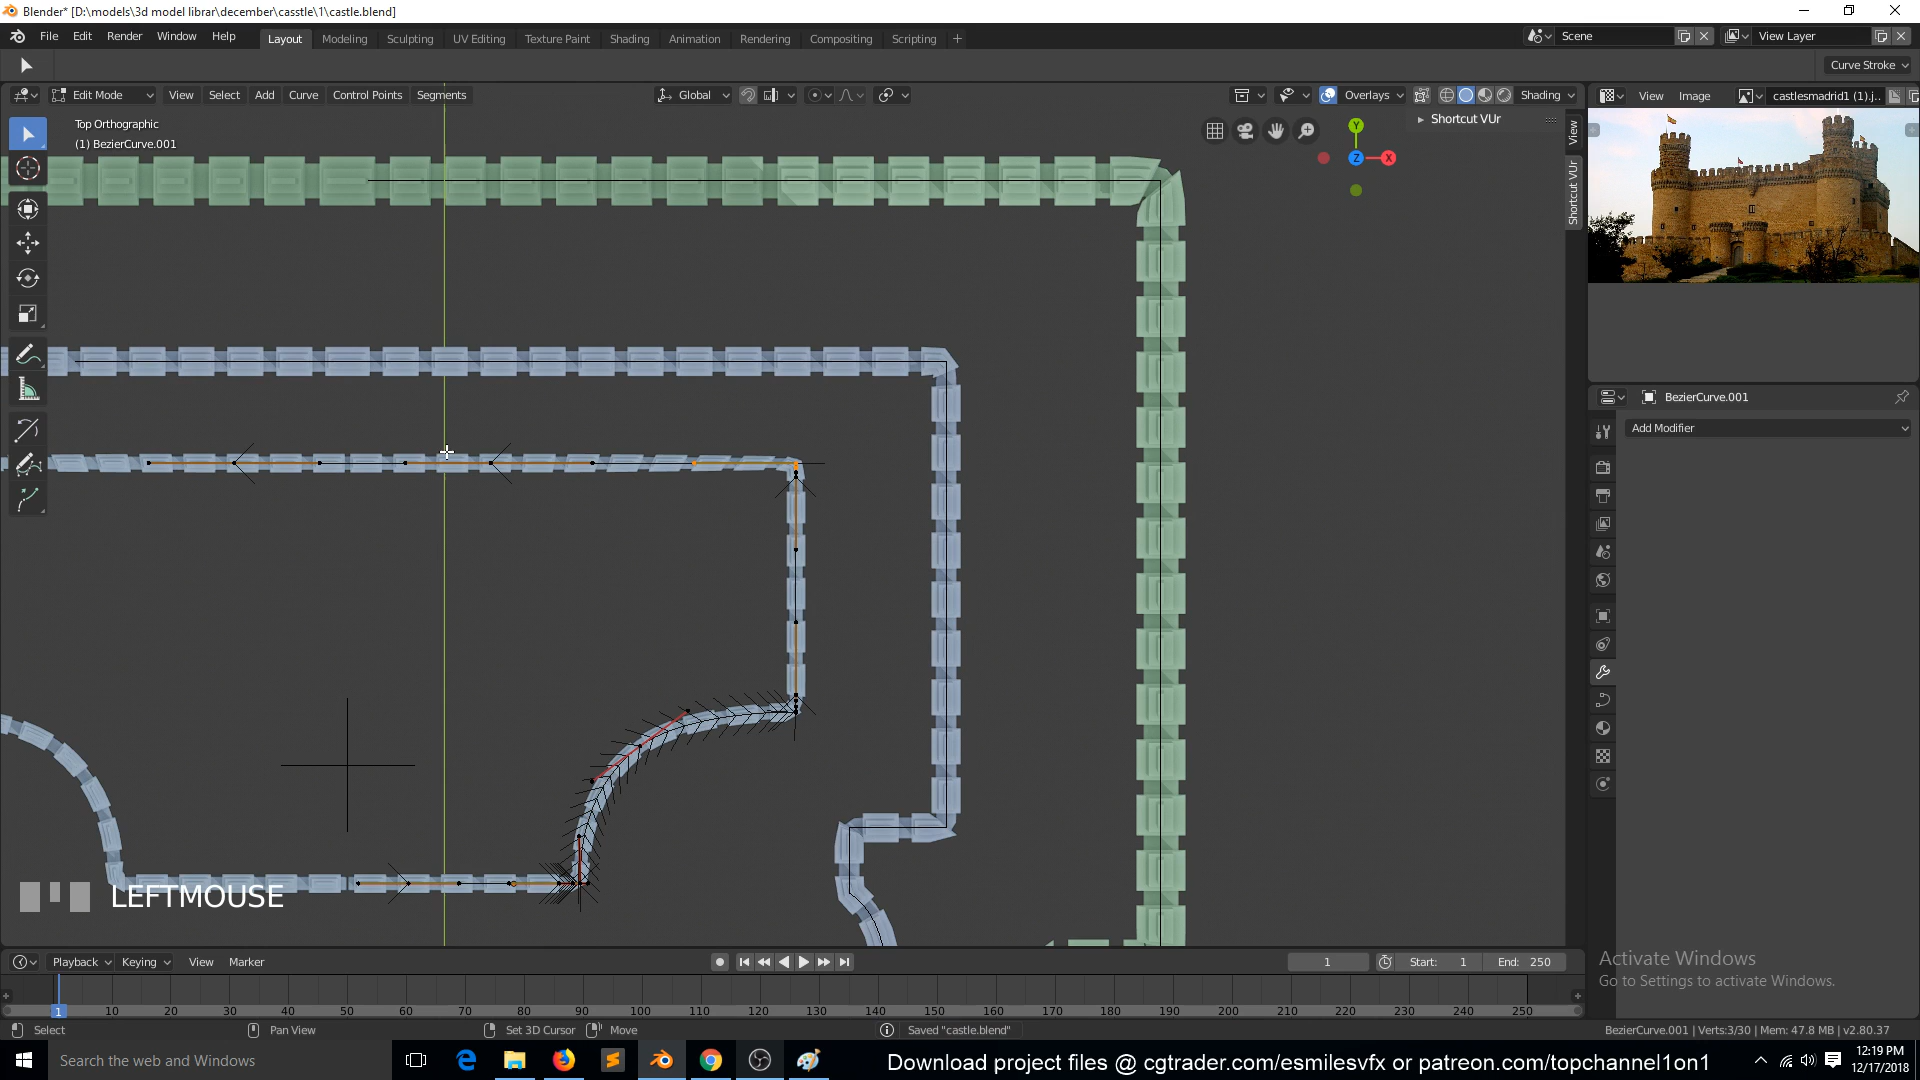 Blender* [D:\models\3d model librar\december\casstle\1\castle.blend]
File Edit Render Window Help Layout Modeling Sculpting UV Editing Texture Paint Shading Animation Rendering Compositing Scripting + Scene View Layer
Curve Stroke
Edit Mode View Select Add Curve Control Points Segments Global Overlays Shading View Image castlesmadrid1 (1).j..
Top Orthographic
(1) BezierCurve.001
Shortcut VUr
View
Shortcut VUr
Y
Z
X
BezierCurve.001
Add Modifier
LEFTMOUSE
Activate Windows
Go to Settings to activate Windows.
Playback Keying View Marker 1 Start: 1 End: 250
1 10 20 30 40 50 60 70 80 90 100 110 120 130 140 150 160 170 180 190 200 210 220 230 240 250
Select Pan View Set 3D Cursor Move Saved "castle.blend" BezierCurve.001 | Verts:3/30 | Mem: 47.8 MB | v2.80.37
Search the web and Windows
Download project files @ cgtrader.com/esmilesvfx or patreon.com/topchannel1on1
12:19 PM
12/17/2018